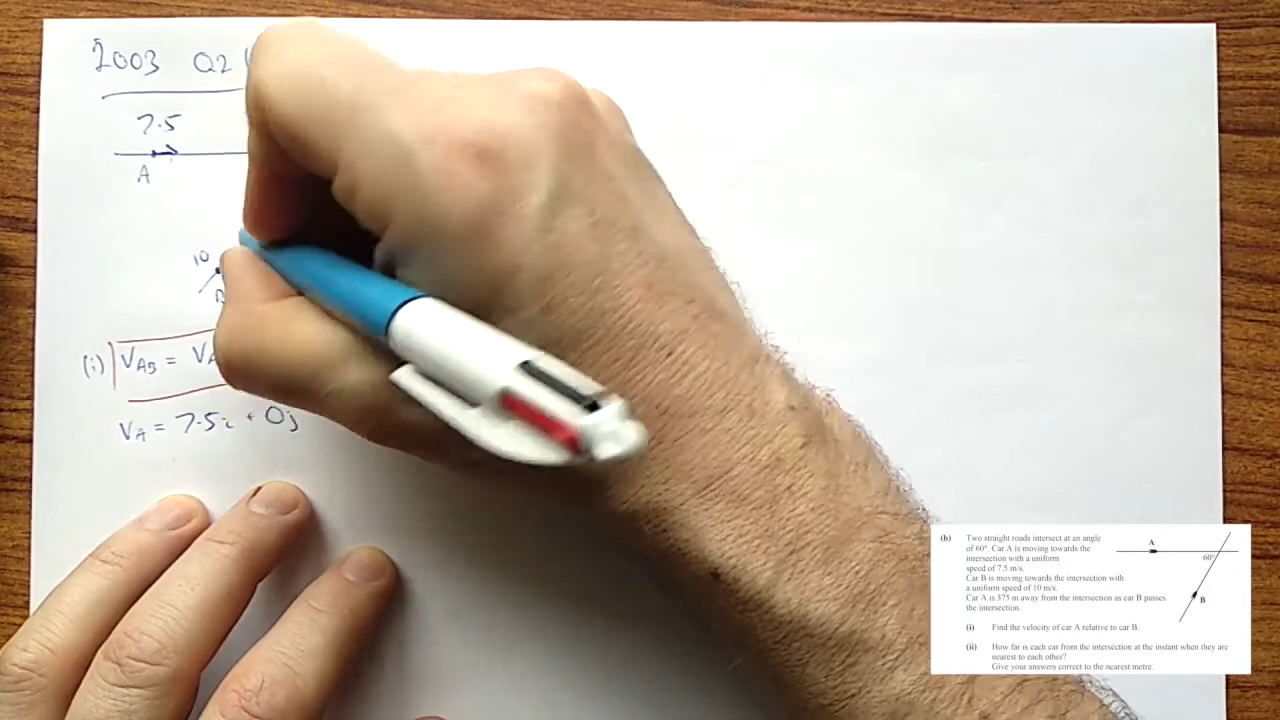 2003 Q2
7.5
A
10
(i) VAB =
VA = 7.5i + 0j
(b) Two straight roads intersect at an angle
of 60°. Car A is moving towards the
intersection with a uniform
speed of 7.5 m/s.
Car B is moving towards the intersection with
a uniform speed of 10 m/s.
Car A is 375 m away from the intersection as car B passes
the intersection.
A
60°
B
(i) Find the velocity of car A relative to car B.
(ii) How far is each car from the intersection at the instant when they are
nearest to each other?
Give your answers correct to the nearest metre.